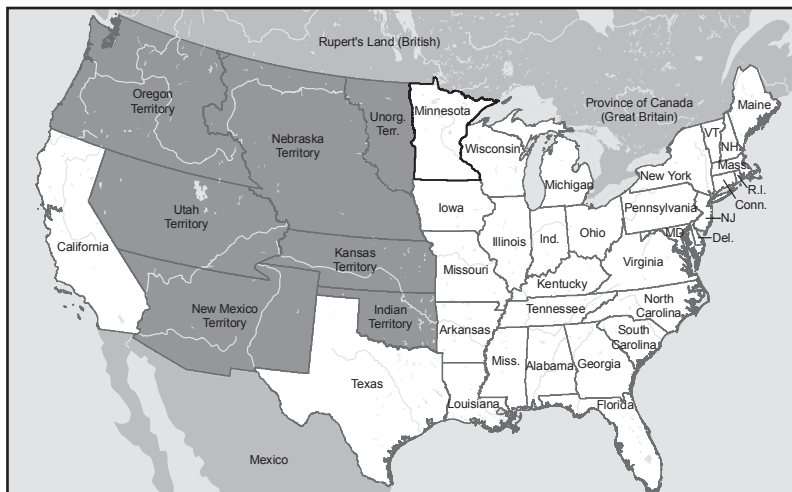 Rupert's Land (British)
Oregon
Territory
Nebraska
Territory
Unorg.
Terr.
Minnesota
Province of Canada
(Great Britain)
Maine
VT
NH.
Mass.
R.I.
Conn.
New York
Wisconsin
Michigan
Pennsylvania
NJ
Del.
MD
Iowa
Illinois
Ind.
Ohio
Utah
Territory
California
Kansas
Territory
Missouri
Kentucky
Virginia
New Mexico
Territory
Indian
Territory
Arkansas
Tennessee
North
Carolina
South
Carolina
Texas
Miss.
Alabama
Georgia
Louisiana
Florida
Mexico